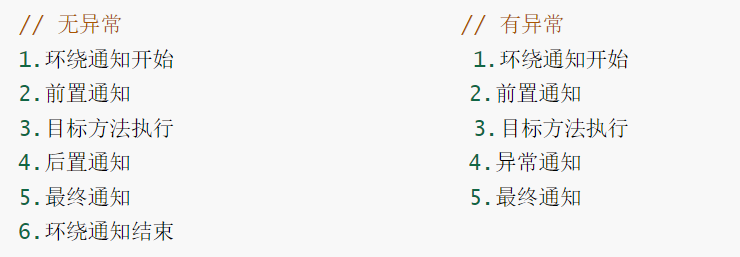 // 无异常
1.环绕通知开始
2.前置通知
3.目标方法执行
4.后置通知
5.最终通知
6.环绕通知结束
// 有异常
1.环绕通知开始
2.前置通知
3.目标方法执行
4.异常通知
5.最终通知